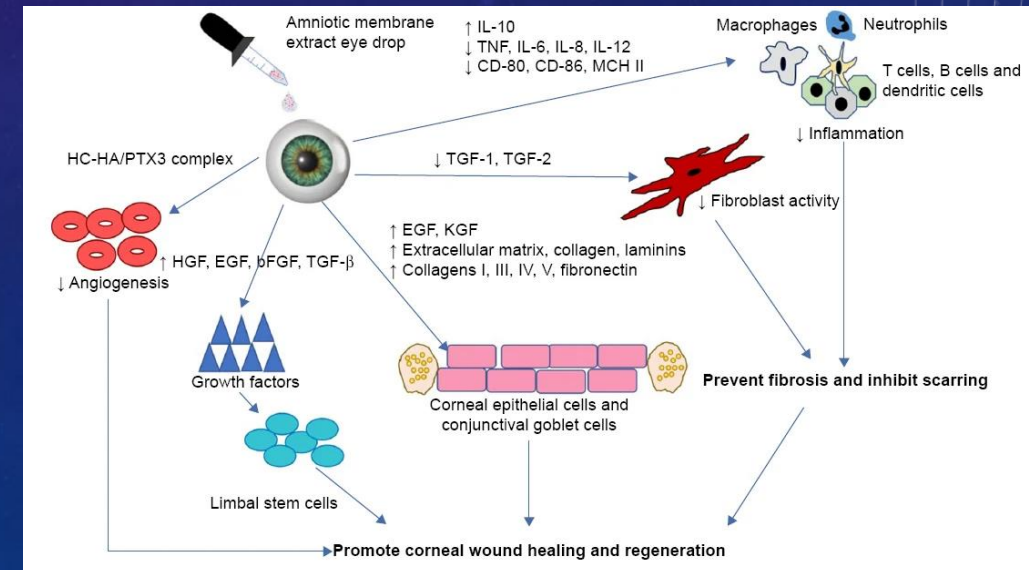 Amniotic membrane
extract eye drop
↑ IL-10
↓ TNF, IL-6, IL-8, IL-12
↓ CD-80, CD-86, MCH II
Macrophages
Neutrophils
T cells, B cells and
dendritic cells
↓ Inflammation
HC-HA/PTX3 complex
↓ TGF-1, TGF-2
↓ Fibroblast activity
↑ EGF, KGF
↑ Extracellular matrix, collagen, laminins
↑ Collagens I, III, IV, V, fibronectin
↑ HGF, EGF, bFGF, TGF-β
↓ Angiogenesis
Growth factors
Corneal epithelial cells and
conjunctival goblet cells
Prevent fibrosis and inhibit scarring
Limbal stem cells
Promote corneal wound healing and regeneration